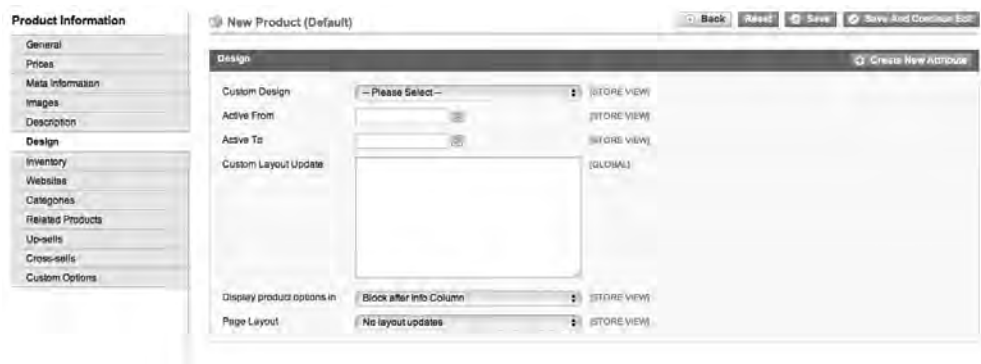 Product Information
General
Prices
Meta Information
Images
Description
Design
Inventory
Websites
Categories
Related Products
Up-sells
Cross-sells
Custom Options
New Product (Default)
Back Reset Save Save And Continue Edit
Design
Create New Attribute
Custom Design -- Please Select -- [STORE VIEW]
Active From [STORE VIEW]
Active To [STORE VIEW]
Custom Layout Update [GLOBAL]
Display product options in Block after Info Column [STORE VIEW]
Page Layout No layout updates [STORE VIEW]